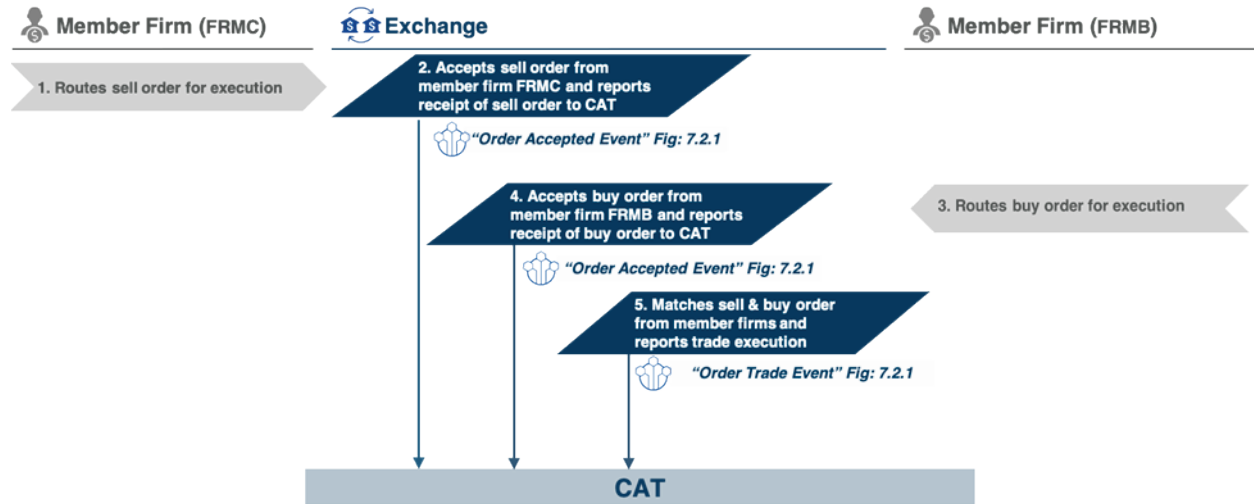 Member Firm (FRMC)
Exchange
Member Firm (FRMB)
1. Routes sell order for execution
2. Accepts sell order from
member firm FRMC and reports
receipt of sell order to CAT
"Order Accepted Event" Fig: 7.2.1
3. Routes buy order for execution
4. Accepts buy order from
member firm FRMB and reports
receipt of buy order to CAT
"Order Accepted Event" Fig: 7.2.1
5. Matches sell & buy order
from member firms and
reports trade execution
"Order Trade Event" Fig: 7.2.1
CAT